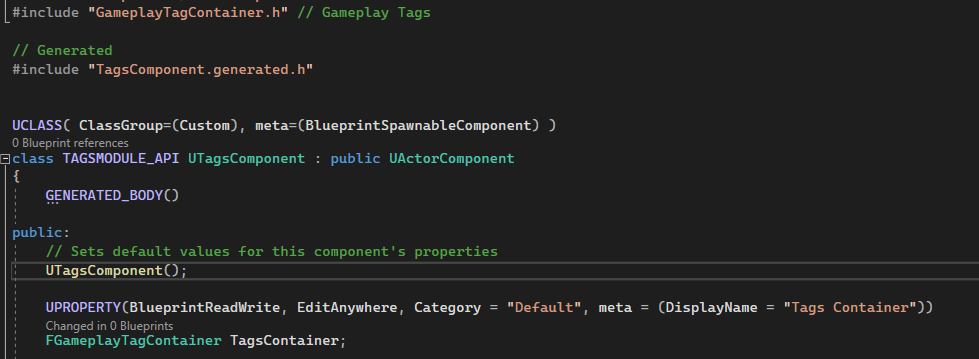 #include "GameplayTagContainer.h" // Gameplay Tags
// Generated
#include "TagsComponent.generated.h"
UCLASS( ClassGroup=(Custom), meta=(BlueprintSpawnableComponent) )
0 Blueprint references
class TAGSMODULE_API UTagsComponent : public UActorComponent
{
GENERATED_BODY()
public:
// Sets default values for this component's properties
UTagsComponent();
UPROPERTY(BlueprintReadWrite, EditAnywhere, Category = "Default", meta = (DisplayName = "Tags Container"))
Changed in 0 Blueprints
FGameplayTagContainer TagsContainer;